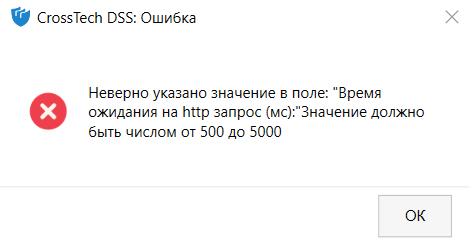 CrossTech DSS: Ошибка
Неверно указано значение в поле: "Время
ожидания на http запрос (мс):"Значение должно
быть числом от 500 до 5000
ОК